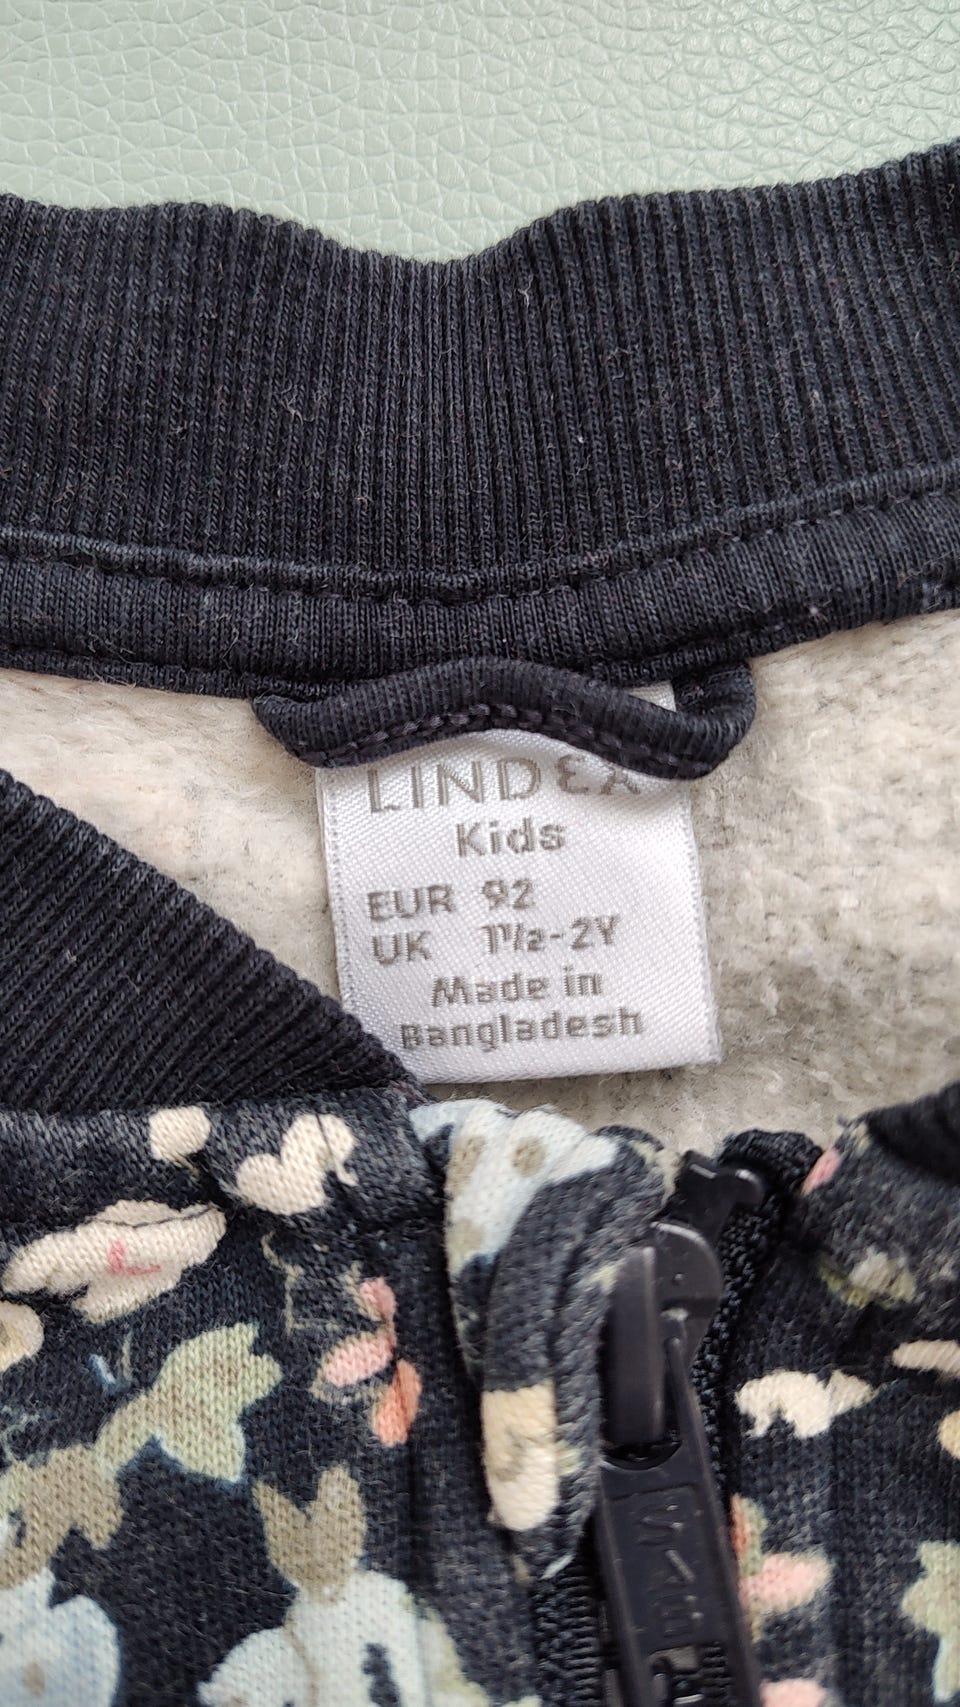 LINDEX
Kids
EUR 92
UK 1½-2Y
Made in
Bangladesh